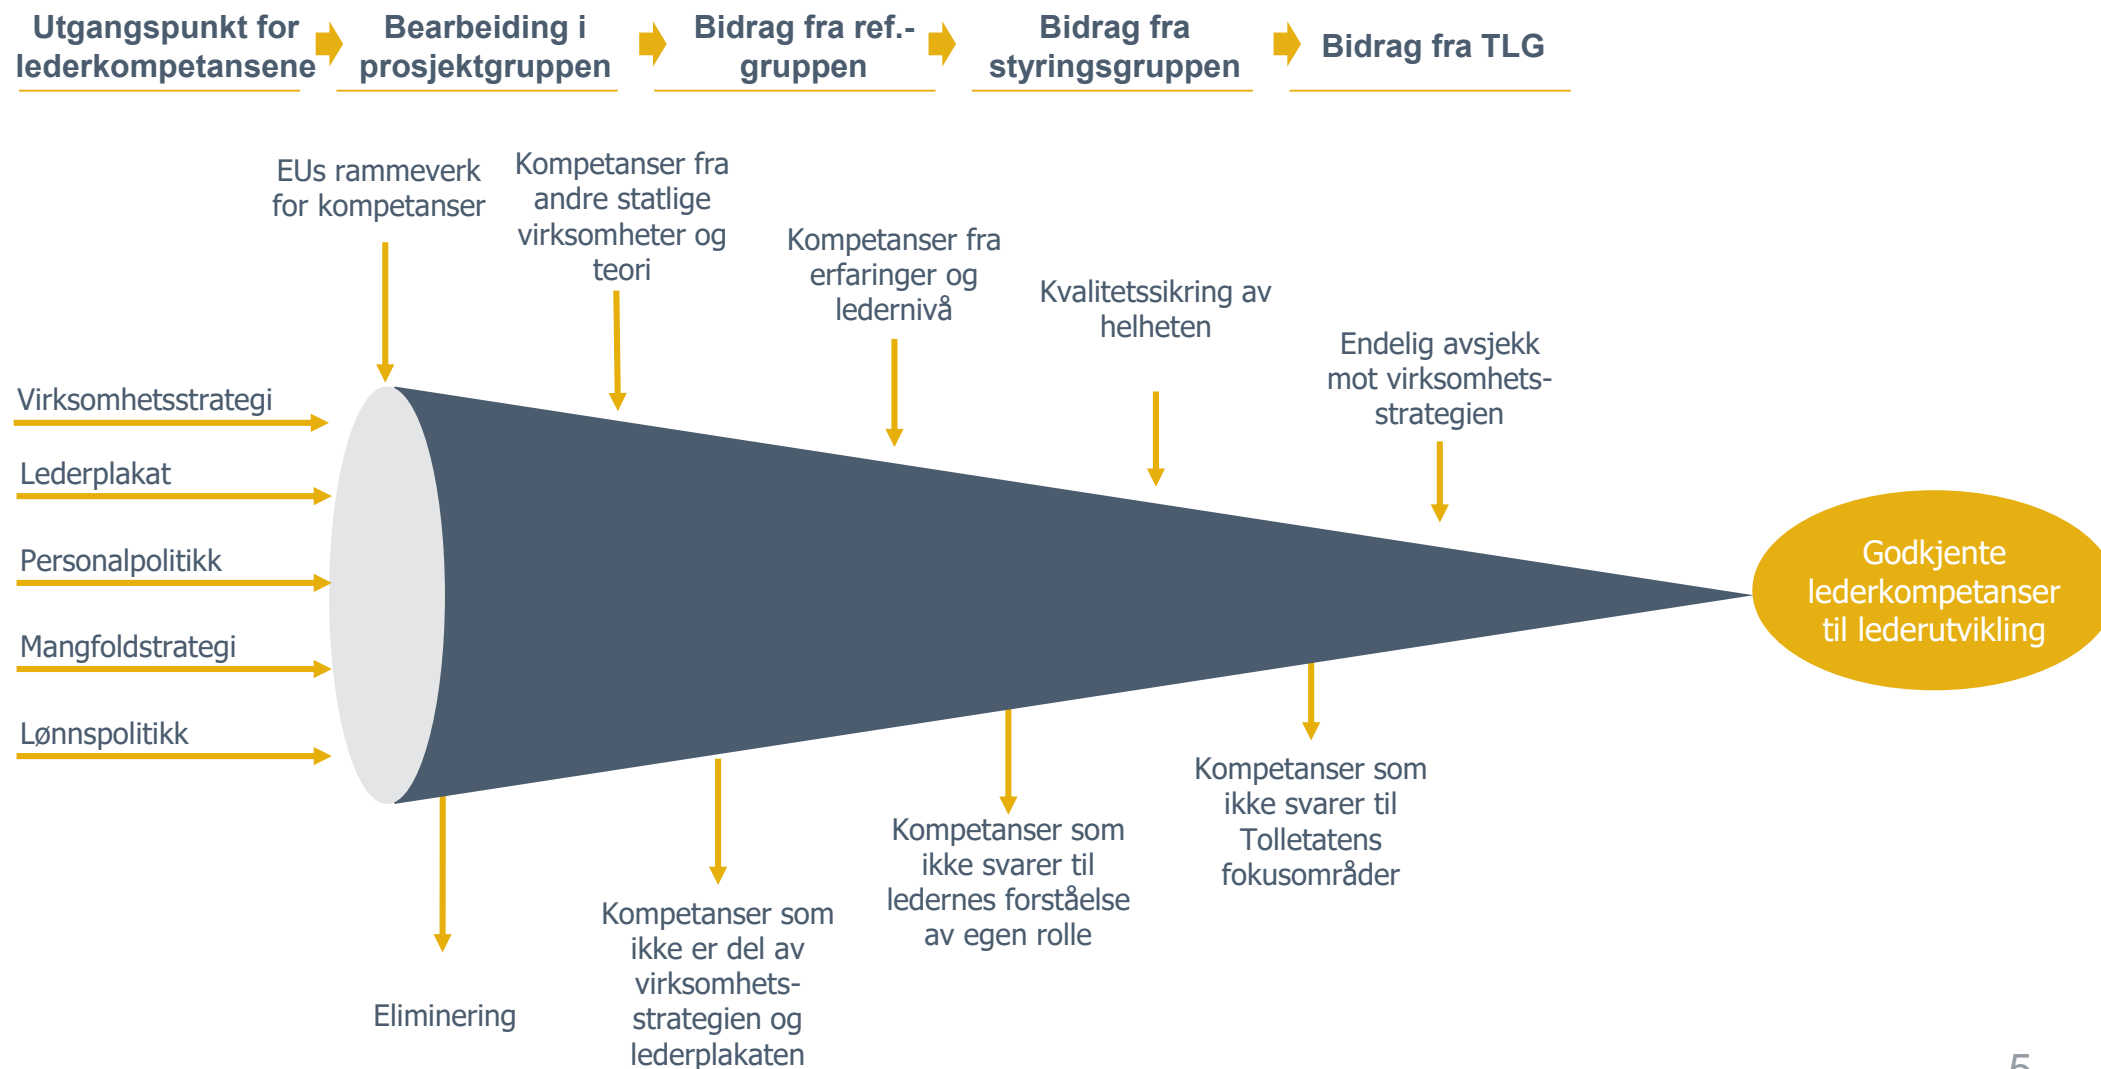 Utgangspunkt for
lederkompetansene
Bearbeiding i
prosjektgruppen
Bidrag fra ref.-
gruppen
Bidrag fra
styringsgruppen
Bidrag fra TLG
EUs rammeverk
for kompetanser
Kompetanser fra
andre statlige
virksomheter og
teori
Kompetanser fra
erfaringer og
ledernivå
Kvalitetssikring av
helheten
Endelig avsjekk
mot virksomhets-
strategien
Virksomhetsstrategi
Lederplakat
Personalpolitikk
Mangfoldstrategi
Lønnspolitikk
Godkjente
lederkompetanser
til lederutvikling
Eliminering
Kompetanser som
ikke er del av
virksomhets-
strategien og
lederplakaten
Kompetanser som
ikke svarer til
ledernes forståelse
av egen rolle
Kompetanser som
ikke svarer til
Tolletatens
fokusområder
5